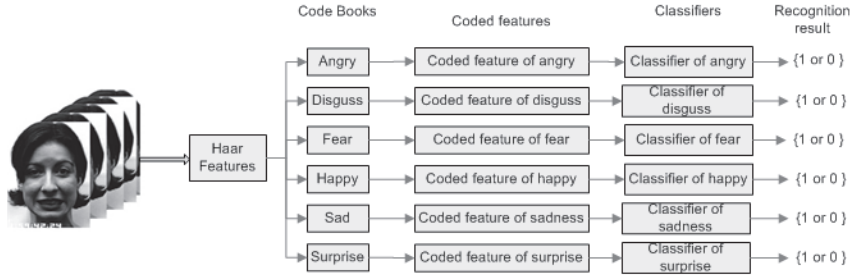 Code Books
Coded features
Classifiers
Recognition
result
Haar
Features
Angry
Coded feature of angry
Classifier of angry
{1 or 0 }
Disguss
Coded feature of disguss
Classifier of
disguss
{1 or 0 }
Fear
Coded feature of fear
Classifier of fear
{1 or 0 }
Happy
Coded feature of happy
Classifier of happy
{1 or 0 }
Sad
Coded feature of sadness
Classifier of
sadness
{1 or 0 }
Surprise
Coded feature of surprise
Classifier of
surprise
{1 or 0 }